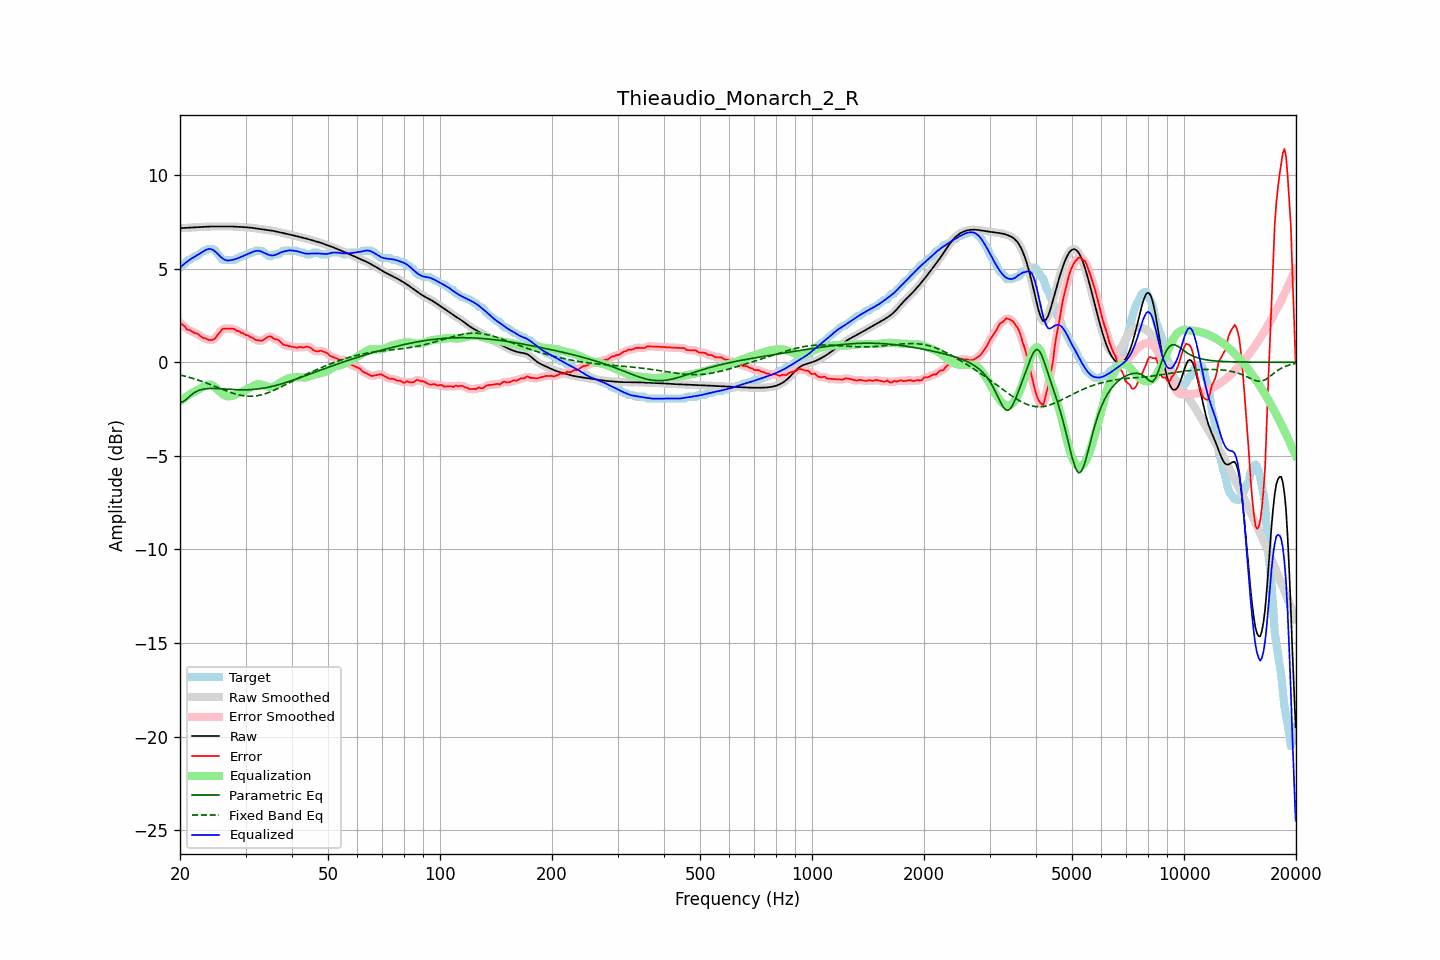 Thieaudio_Monarch_2_R
Amplitude (dBr)
10
5
0
−5
−10
−15
−20
−25
Target
Raw Smoothed
Error Smoothed
Raw
Error
Equalization
Parametric Eq
Fixed Band Eq
Equalized
20 50 100 200 500 1000 2000 5000 10000 20000
Frequency (Hz)